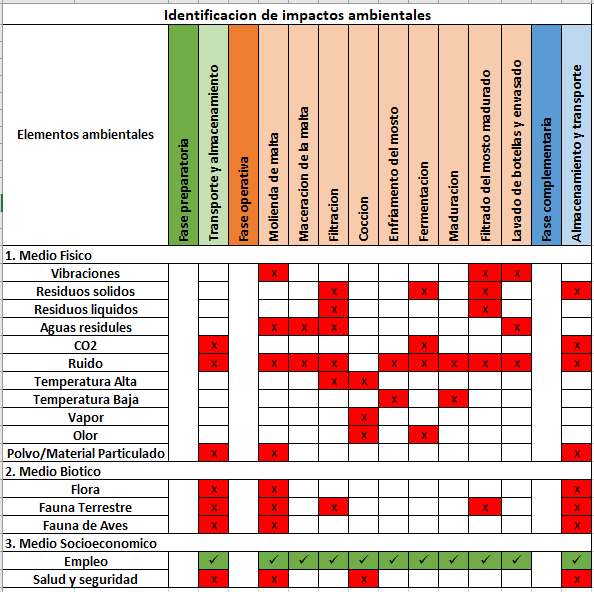 Identificacion de impactos ambientales
Elementos ambientales
Fase preparatoria
Transporte y almacenamiento
Fase operativa
Molienda de malta
Maceracion de la malta
Filtracion
Coccion
Enfriamiento del mosto
Fermentacion
Maduracion
Filtrado del mosto madurado
Lavado de botellas y envasado
Fase complementaria
Almacenamiento y transporte
1. Medio Fisico
Vibraciones x x x
Residuos solidos x x x x
Residuos liquidos x x
Aguas residules x x x x
CO2 x x x
Ruido x x x x x x x x x x
Temperatura Alta x x
Temperatura Baja x x
Vapor x
Olor x x
Polvo/Material Particulado x x x
2. Medio Biotico
Flora x x x
Fauna Terrestre x x x x x
Fauna de Aves x x x
3. Medio Socioeconomico
Empleo ✓ ✓ ✓ ✓ ✓ ✓ ✓ ✓ ✓ ✓ ✓
Salud y seguridad x x x x